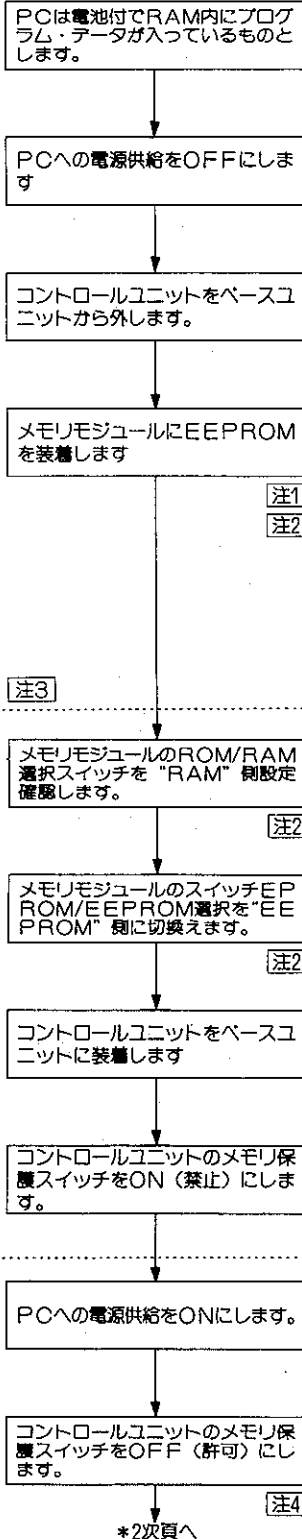 PCは電池付でRAM内にプログ
ラム・データが入っているものと
します。
PCへの電源供給をOFFにしま
す
コントロールユニットをベースユ
ニットから外します。
メモリモジュールにEEPROM
を装着します
注1
注2
注3
メモリモジュールのROM/RAM
選択スイッチを“RAM”側設定
確認します。
注2
メモリモジュールのスイッチEP
ROM/EEPROM選択を“EE
PROM”側に切換えます。
注2
コントロールユニットをベースユ
ニットに装着します
コントロールユニットのメモリ保
護スイッチをON（禁止）にしま
す。
PCへの電源供給をONにします。
コントロールユニットのメモリ保
護スイッチをOFF（許可）にし
ます。
注4
*2次頁へ